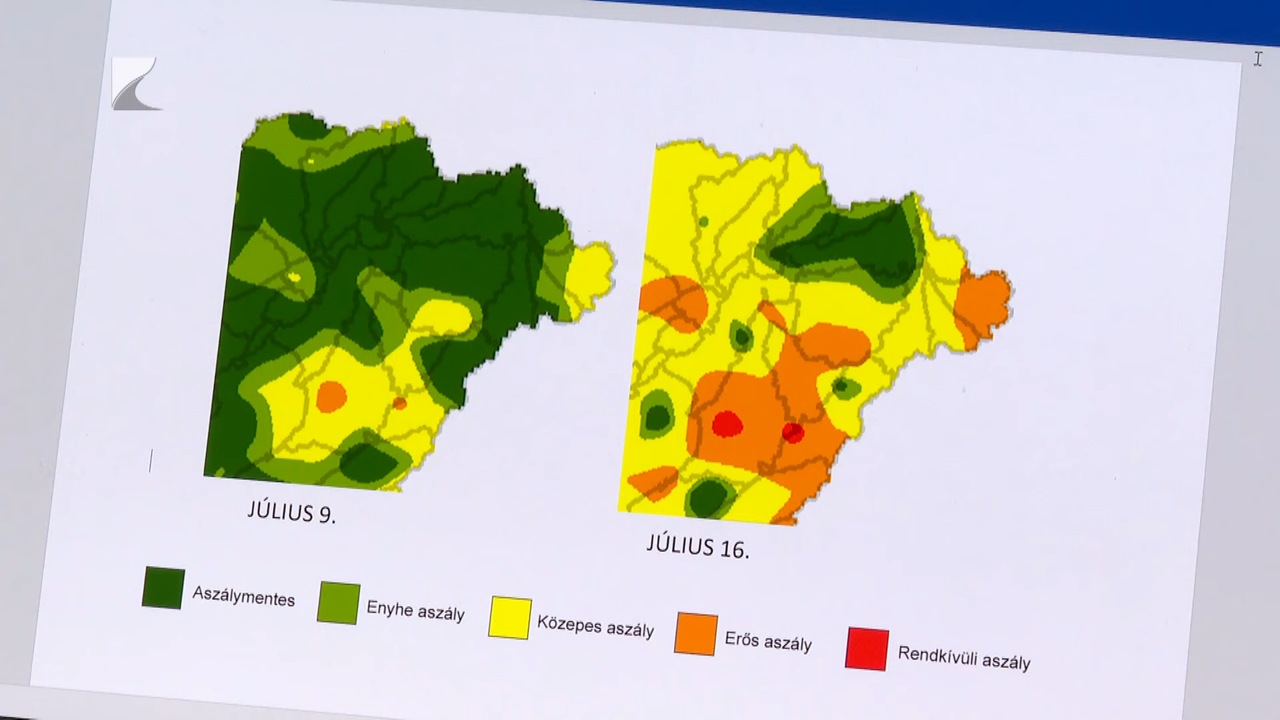 JÚLIUS 9.
JÚLIUS 16.
Aszálymentes
Enyhe aszály
Közepes aszály
Erős aszály
Rendkívüli aszály